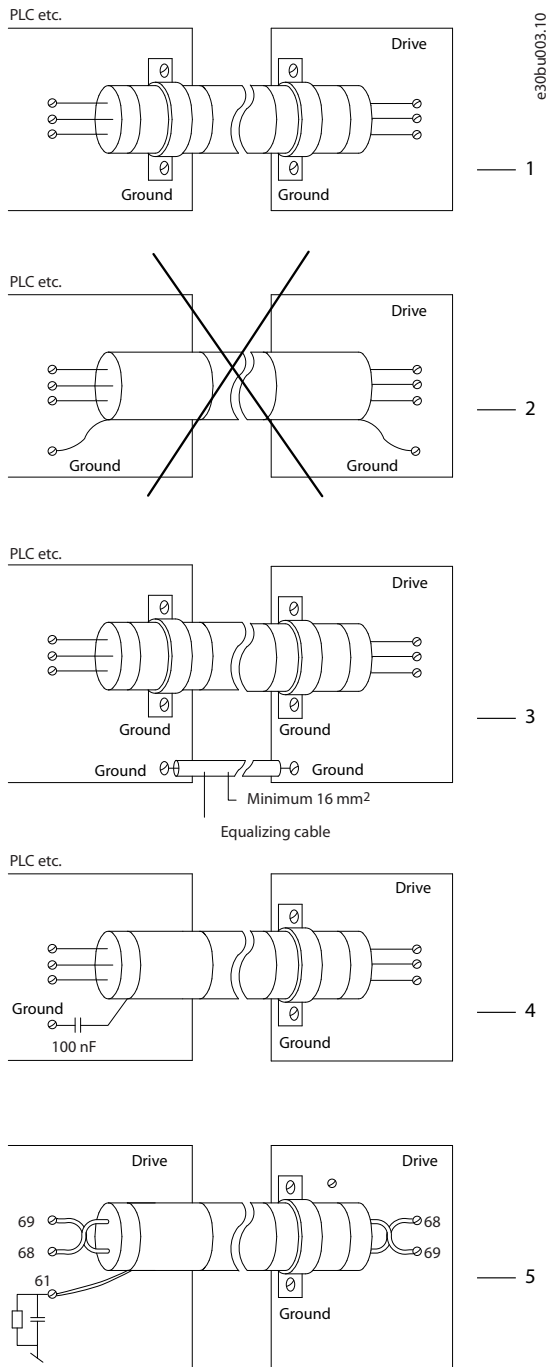 e30bu003.10
PLC etc.
Drive
Ground
Ground
1
PLC etc.
Drive
Ground
Ground
2
PLC etc.
Drive
Ground
Ground
3
Ground
Ground
Minimum 16 mm²
Equalizing cable
PLC etc.
Drive
Ground
100 nF
Ground
4
Drive
Drive
69
68
68
69
61
Ground
5